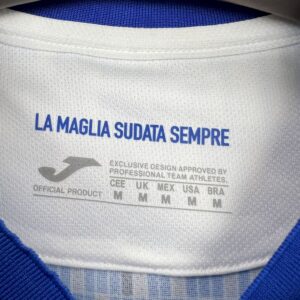 LA MAGLIA SUDATA SEMPRE
EXCLUSIVE DESIGN APPROVED BY
PROFESSIONAL TEAM ATHLETES.
OFFICIAL PRODUCT
CEE UK MEX USA BRA
M M M M M